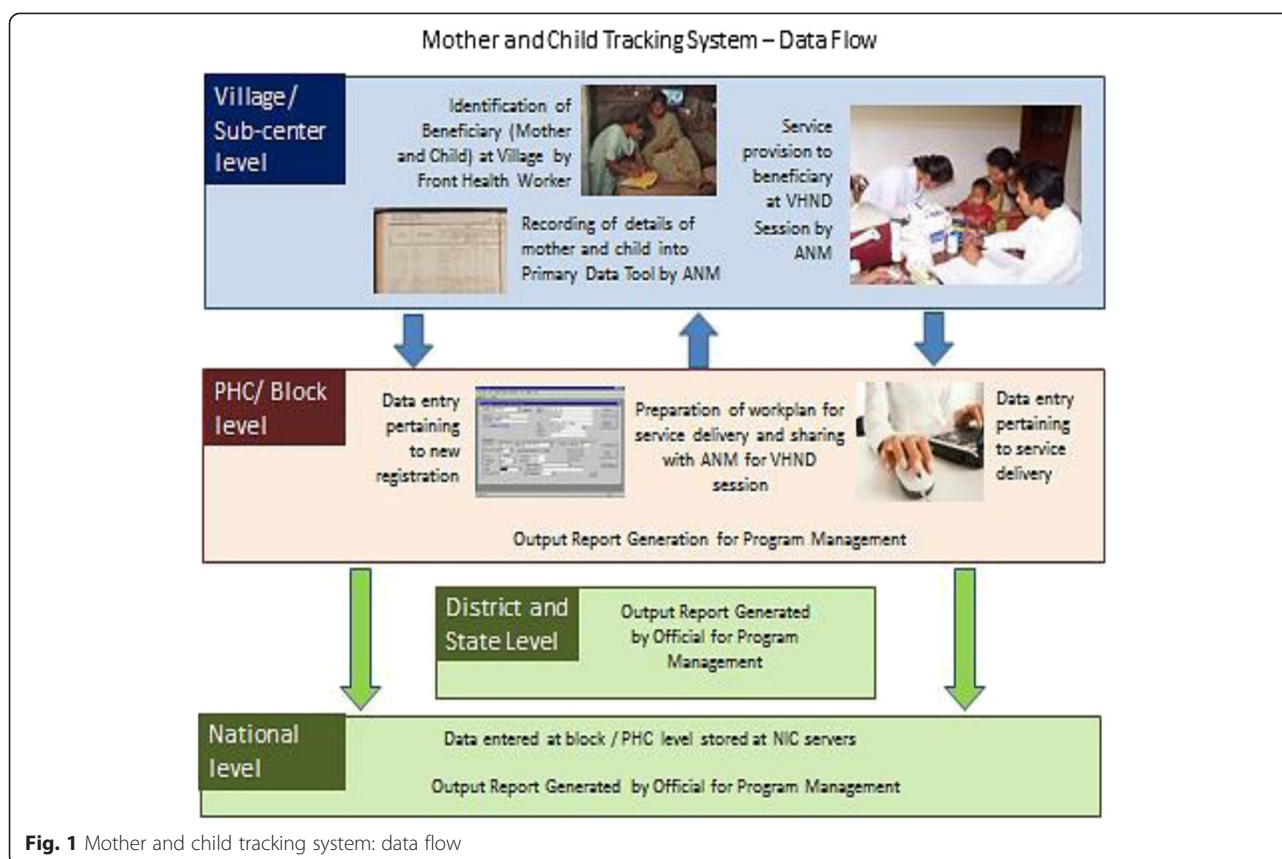 Mother and Child Tracking System – Data Flow
Village/
Sub-center
level
Identification of
Beneficiary (Mother
and Child) at Village by
Front Health Worker
Recording of details of
mother and child into
Primary Data Tool by ANM
Service
provision to
beneficiary
at VHND
Session by
ANM
PHC/ Block
level
Data entry
pertaining
to new
registration
Preparation of workplan for
service delivery and sharing
with ANM for VHND
session
Data entry
pertaining
to service
delivery
Output Report Generation for Program Management
District and
State Level
Output Report Generated
by Official for Program
Management
National
level
Data entered at block / PHC level stored at NIC servers
Output Report Generated by Official for Program Management
Fig. 1 Mother and child tracking system: data flow